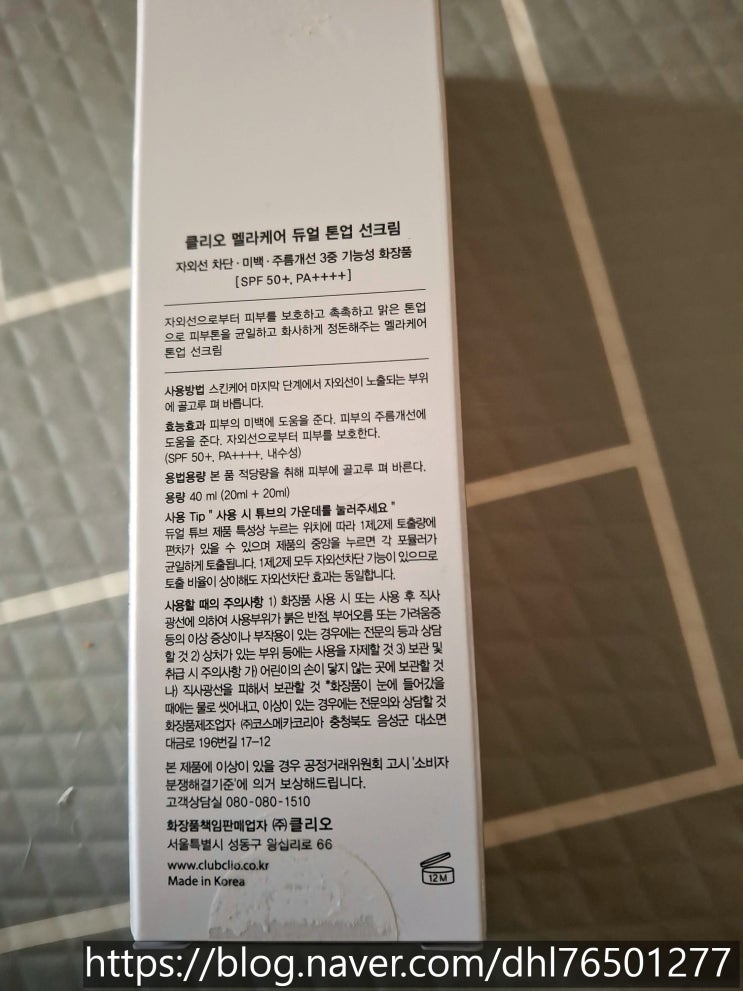 클리오 멜라케어 듀얼 톤업 선크림
자외선 차단 · 미백 · 주름개선 3중 기능성 화장품
[SPF 50+, PA++++]
자외선으로부터 피부를 보호하고 촉촉하고 맑은 톤업
으로 피부톤을 균일하고 화사하게 정돈해주는 멜라케어
톤업 선크림
사용방법 스킨케어 마지막 단계에서 자외선이 노출되는 부위
에 골고루 펴 바릅니다.
효능효과 피부의 미백에 도움을 준다. 피부의 주름개선에
도움을 준다. 자외선으로부터 피부를 보호한다.
(SPF 50+, PA++++, 내수성)
용법용량 본 품 적당량을 취해 피부에 골고루 펴 바른다.
용량 40 ml (20ml + 20ml)
사용 Tip " 사용 시 튜브의 가운데를 눌러주세요 "
듀얼 튜브 제품 특성상 누르는 위치에 따라 1제,2제 토출량에
편차가 있을 수 있으며 제품의 중앙을 누르면 각 포뮬러가
균일하게 토출됩니다. 1제,2제 모두 자외선차단 기능이 있으므로
토출 비율이 상이해도 자외선차단 효과는 동일합니다.
사용할 때의 주의사항 1) 화장품 사용 시 또는 사용 후 직사
광선에 의하여 사용부위가 붉은 반점, 부어오름 또는 가려움증
등의 이상 증상이나 부작용이 있는 경우에는 전문의 등과 상담
할 것 2) 상처가 있는 부위 등에는 사용을 자제할 것 3) 보관 및
취급 시 주의사항 가) 어린이의 손이 닿지 않는 곳에 보관할 것
나) 직사광선을 피해서 보관할 것 *화장품이 눈에 들어갔을
때에는 물로 씻어내고, 이상이 있는 경우에는 전문의와 상담할 것
화장품제조업자 ㈜코스메카코리아 충청북도 음성군 대소면
대금로 196번길 17-12
본 제품에 이상이 있을 경우 공정거래위원회 고시 '소비자
분쟁해결기준'에 의거 보상해드립니다.
고객상담실 080-080-1510
화장품책임판매업자 ㈜클리오
서울특별시 성동구 왕십리로 66
www.clubclio.co.kr
Made in Korea
12M
https://blog.naver.com/dhl76501277